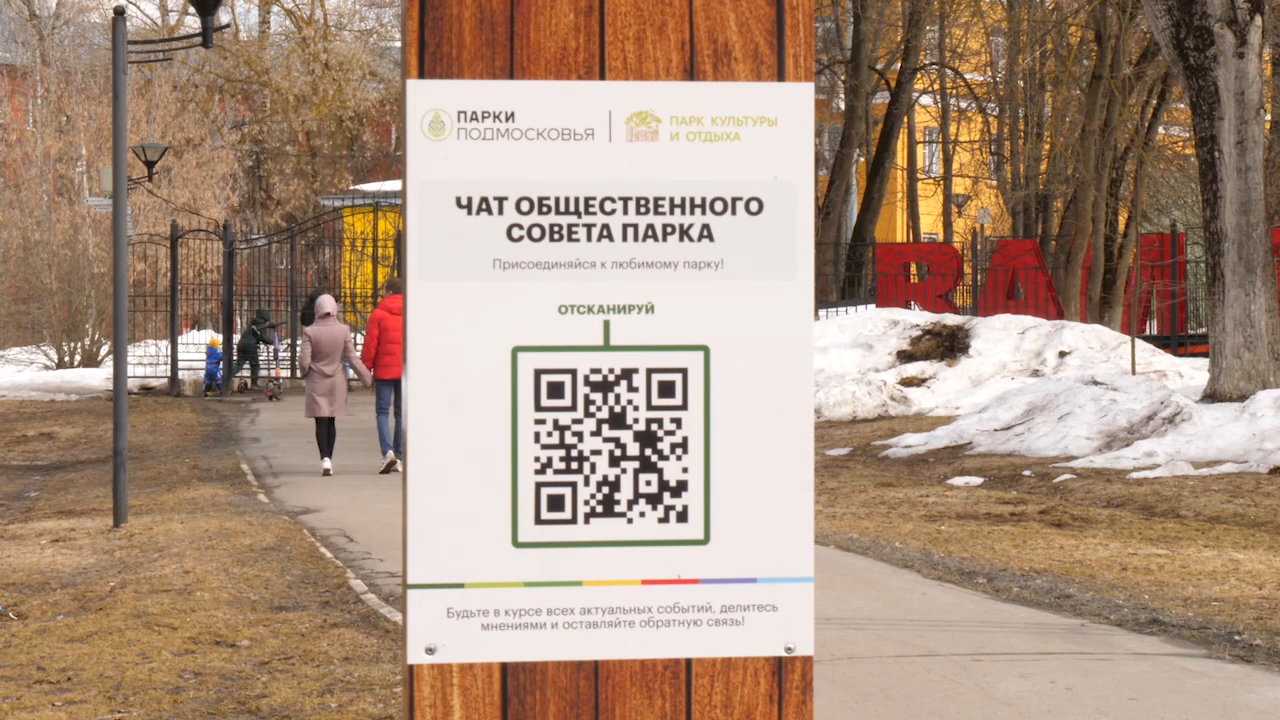 ПАРКИ
ПОДМОСКОВЬЯ
ПАРК КУЛЬТУРЫ
И ОТДЫХА
ЧАТ ОБЩЕСТВЕННОГО
СОВЕТА ПАРКА
Присоединяйся к любимому парку!
ОТСКАНИРУЙ
Будьте в курсе всех актуальных событий, делитесь
мнениями и оставляйте обратную связь!
RAM